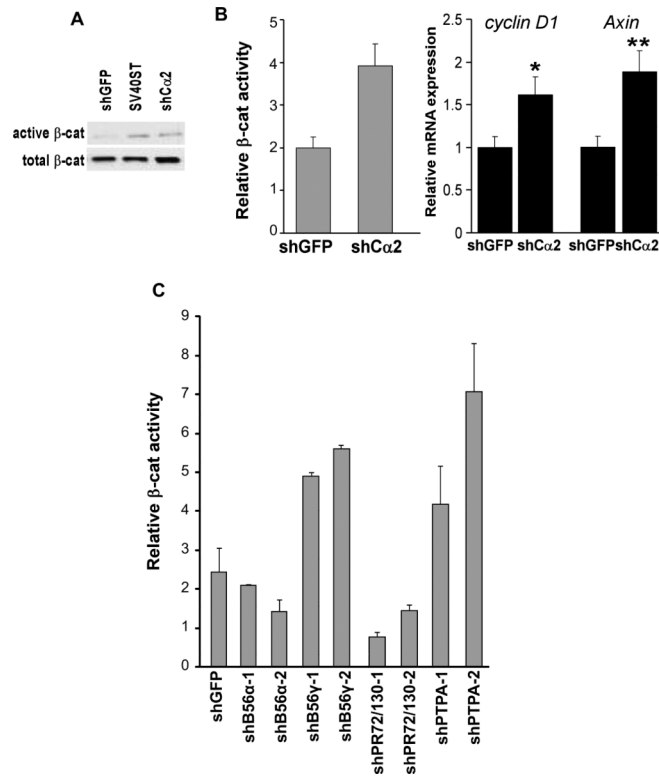 A
shGFP
SV40ST
shCα2
active β-cat
total β-cat
B
Relative β-cat activity
6
5
4
3
2
1
0
shGFP
shCα2
Relative mRNA expression
2.5
2
1.5
1
0.5
0
cyclin D1
Axin
*
**
shGFP shCα2
shGFP shCα2
C
Relative β-cat activity
9
8
7
6
5
4
3
2
1
0
shGFP
shB56α-1
shB56α-2
shB56γ-1
shB56γ-2
shPR72/130-1
shPR72/130-2
shPTPA-1
shPTPA-2